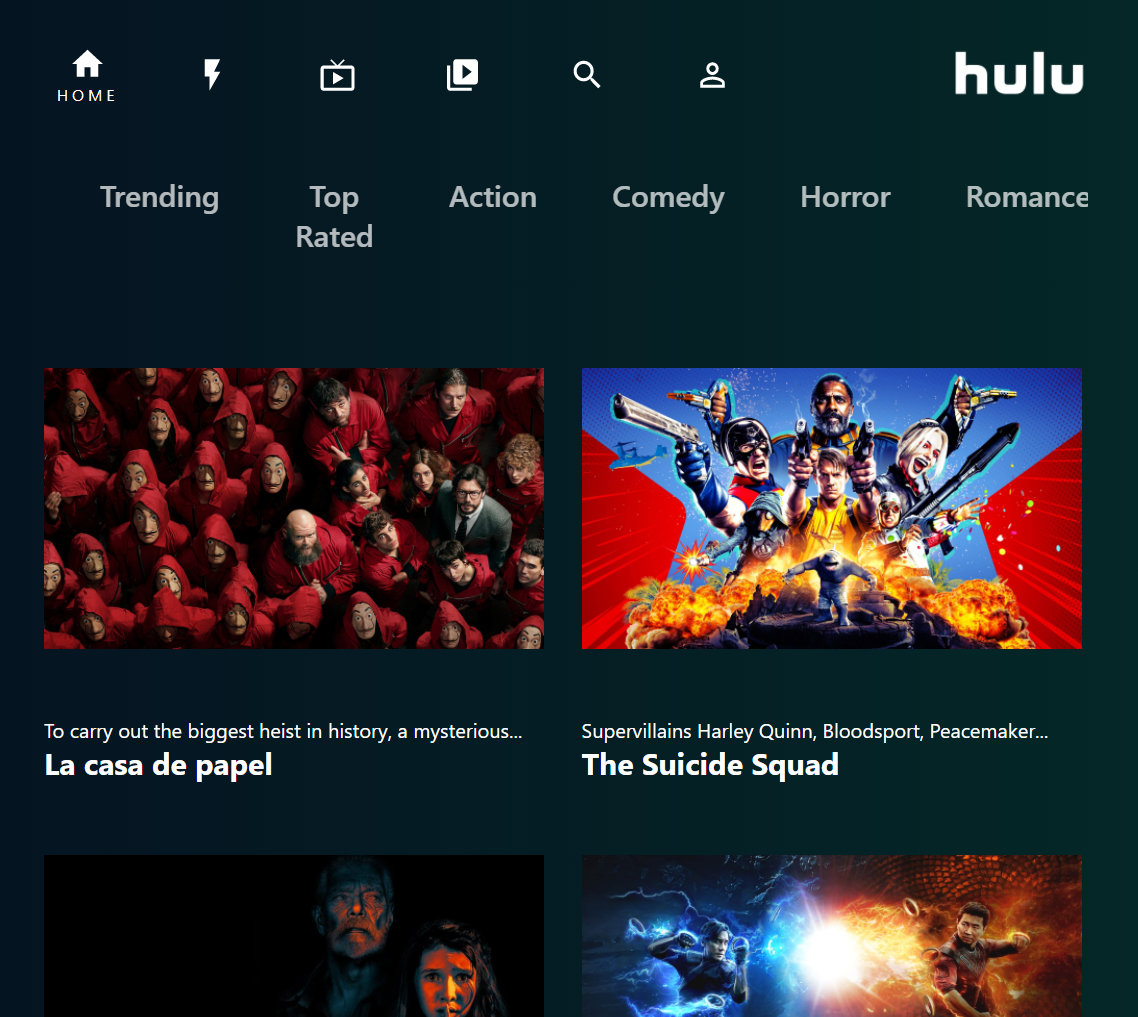 HOME
hulu
Trending
Top
Rated
Action
Comedy
Horror
Romance
To carry out the biggest heist in history, a mysterious...
La casa de papel
Supervillains Harley Quinn, Bloodsport, Peacemaker...
The Suicide Squad